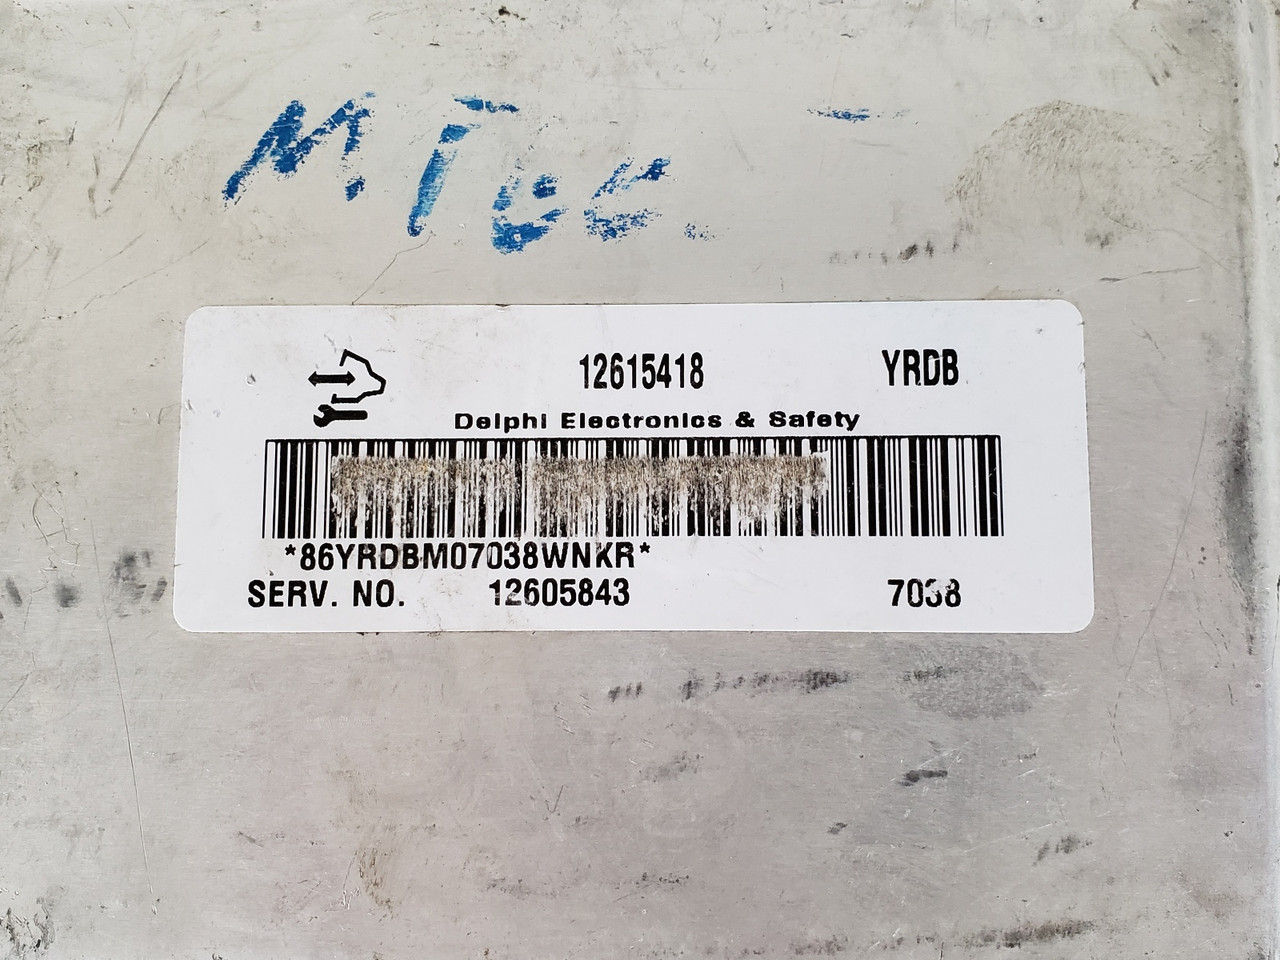 12615418 YRDB
Delphi Electronics & Safety
*86YRDBM07038WNKR*
SERV. NO. 12605843 7038